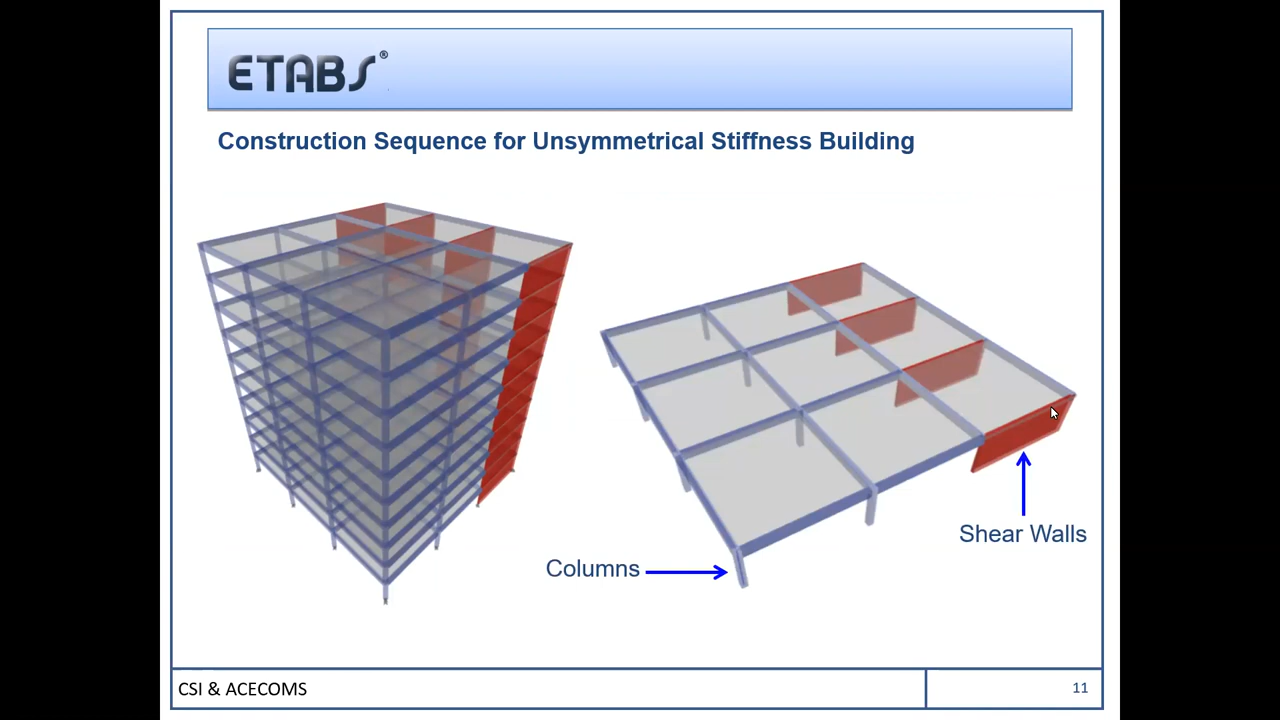 ETABS®
Construction Sequence for Unsymmetrical Stiffness Building
Shear Walls
Columns
CSI & ACECOMS
11